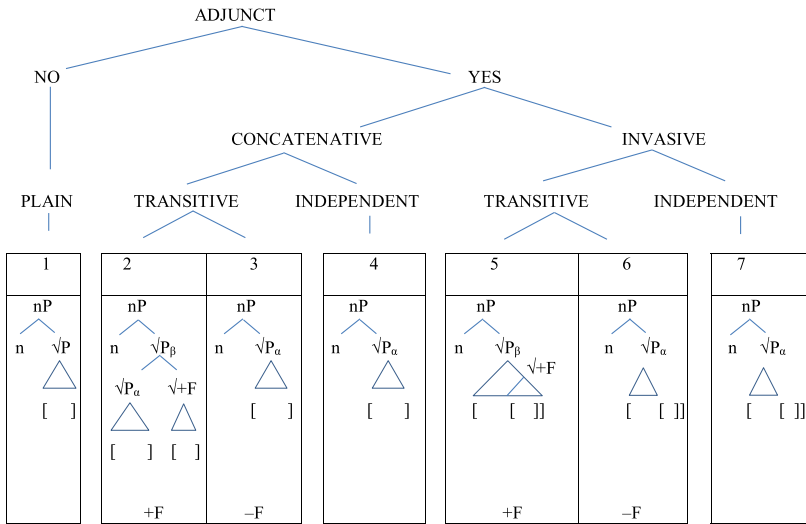 ADJUNCT
NO YES
CONCATENATIVE INVASIVE
PLAIN TRANSITIVE INDEPENDENT TRANSITIVE INDEPENDENT
1 2 3 4 5 6 7
nP nP nP nP nP nP nP
n √P n √Pβ n √Pα n √Pα n √Pβ n √Pα n √Pα
√+F
√Pα √+F
[ ] [ ] [ ] [ [ ]] [ [ ]] [ [ ]]
[ ] [ ]
+F –F +F –F